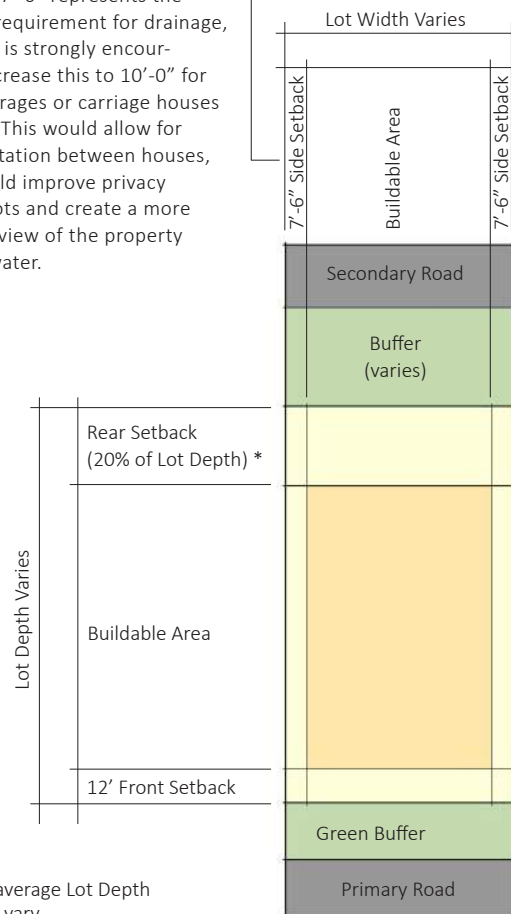 7'-6" represents the
requirement for drainage,
is strongly encour-
crease this to 10'-0" for
rages or carriage houses
This would allow for
tation between houses,
ld improve privacy
ots and create a more
view of the property
vater.
Lot Width Varies
7'-6" Side Setback
Buildable Area
7'-6" Side Setback
Secondary Road
Buffer
(varies)
Rear Setback
(20% of Lot Depth) *
Lot Depth Varies
Buildable Area
12' Front Setback
Green Buffer
Primary Road
average Lot Depth
vary